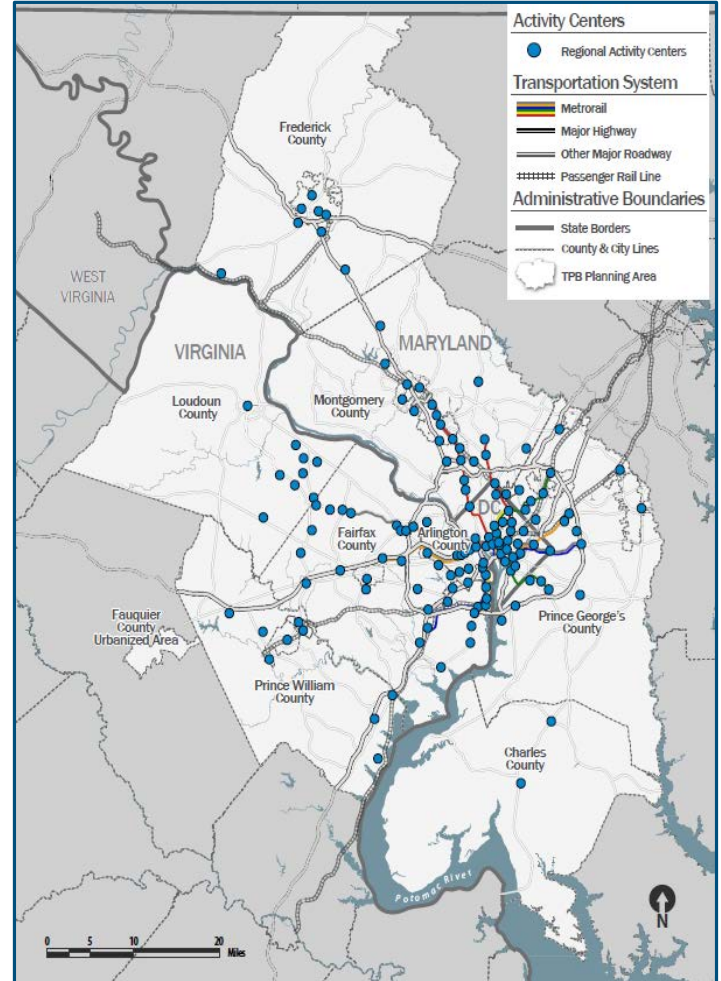 Activity Centers
Regional Activity Centers
Transportation System
Metrorail
Major Highway
Other Major Roadway
Passenger Rail Line
Administrative Boundaries
State Borders
County & City Lines
TPB Planning Area
Frederick
County
WEST
VIRGINIA
VIRGINIA
MARYLAND
Loudoun
County
Montgomery
County
DC
Fairfax
County
Arlington
County
Fauquier
County
Urbanized Area
Prince George's
County
Prince William
County
Charles
County
Potomac River
N
0 5 10 20
Miles